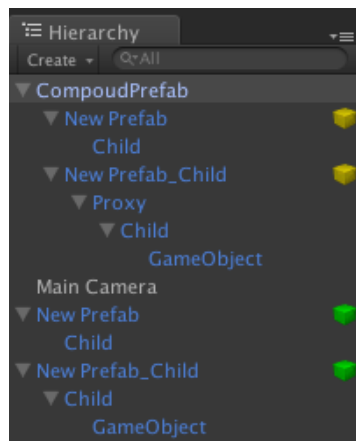 Hierarchy
Create All
CompoudPrefab
New Prefab
Child
New Prefab_Child
Proxy
Child
GameObject
Main Camera
New Prefab
Child
New Prefab_Child
Child
GameObject